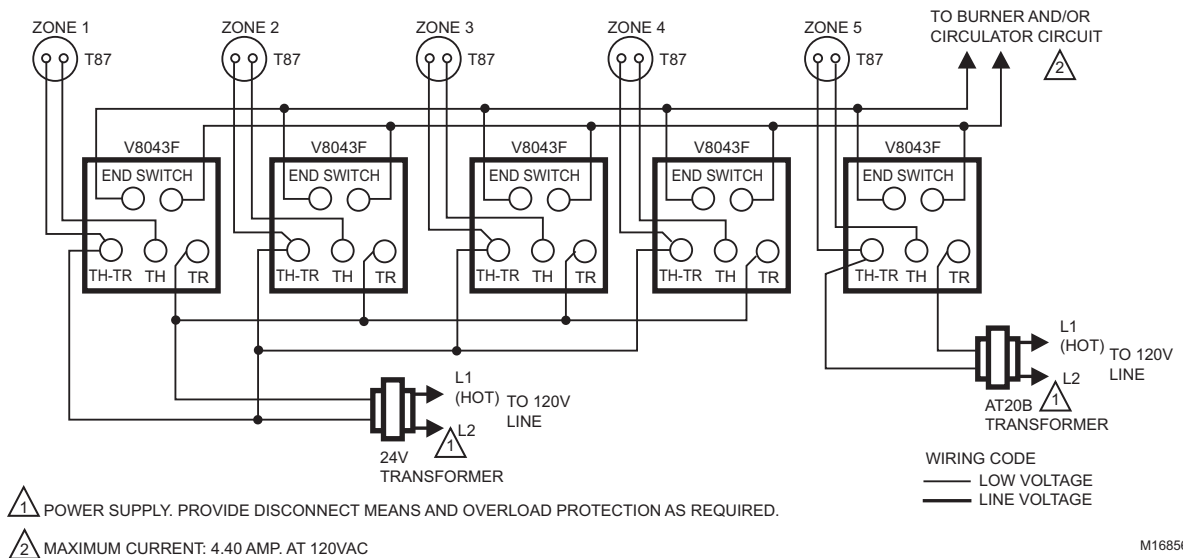 ZONE 1
T87
ZONE 2
T87
ZONE 3
T87
ZONE 4
T87
ZONE 5
T87
TO BURNER AND/OR
CIRCULATOR CIRCUIT
2
V8043F
END SWITCH
TH-TR TH TR
V8043F
END SWITCH
TH-TR TH TR
V8043F
END SWITCH
TH-TR TH TR
V8043F
END SWITCH
TH-TR TH TR
V8043F
END SWITCH
TH-TR TH TR
L1
(HOT)
TO 120V
LINE
L2
1
24V
TRANSFORMER
L1
(HOT)
TO 120V
LINE
L2
1
AT20B
TRANSFORMER
WIRING CODE
LOW VOLTAGE
LINE VOLTAGE
1 POWER SUPPLY. PROVIDE DISCONNECT MEANS AND OVERLOAD PROTECTION AS REQUIRED.
2 MAXIMUM CURRENT: 4.40 AMP. AT 120VAC
M16856